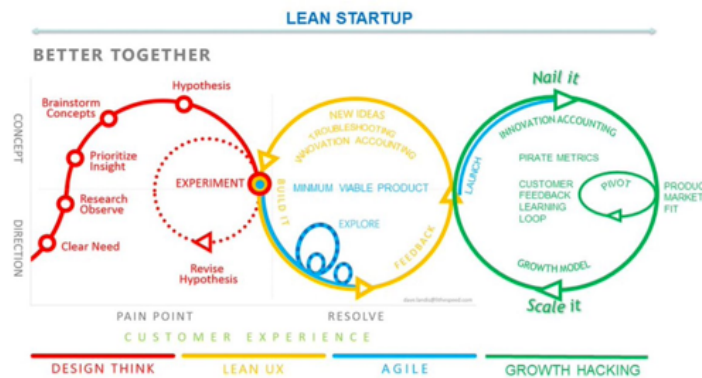 LEAN STARTUP
BETTER TOGETHER
CONCEPT
DIRECTION
Hypothesis
Brainstorm
Concepts
Prioritize
Insight
Research
Observe
Clear Need
EXPERIMENT
Revise
Hypothesis
NEW IDEAS
TROUBLESHOOTING
INNOVATION ACCOUNTING
BUILD IT
MINMUM VIABLE PRODUCT
EXPLORE
FEEDBACK
LAUNCH
Nail it
INNOVATION ACCOUNTING
PIRATE METRICS
CUSTOMER
FEEDBACK
LEARNING
LOOP
PIVOT
PRODUC
MARKET
FIT
GROWTH MODEL
Scale it
PAIN POINT
RESOLVE
CUSTOMER EXPERIENCE
DESIGN THINK
LEAN UX
AGILE
GROWTH HACKING